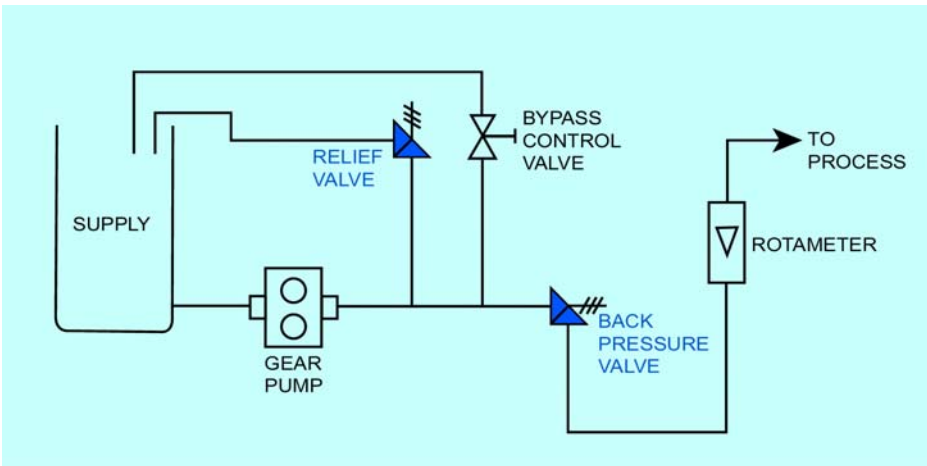 BYPASS
CONTROL
VALVE
RELIEF
VALVE
TO
PROCESS
SUPPLY
ROTAMETER
GEAR
PUMP
BACK
PRESSURE
VALVE